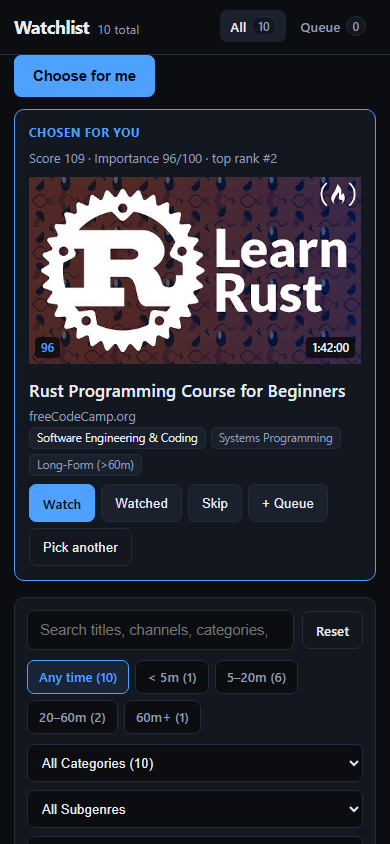 Watchlist 10 total All 10 Queue 0
Choose for me
CHOSEN FOR YOU
Score 109 · Importance 96/100 · top rank #2
R
Learn
Rust
96 1:42:00
Rust Programming Course for Beginners
freeCodeCamp.org
Software Engineering & Coding Systems Programming
Long-Form (>60m)
Watch Watched Skip + Queue
Pick another
Search titles, channels, categories, Reset
Any time (10) < 5m (1) 5–20m (6)
20–60m (2) 60m+ (1)
All Categories (10)
All Subgenres